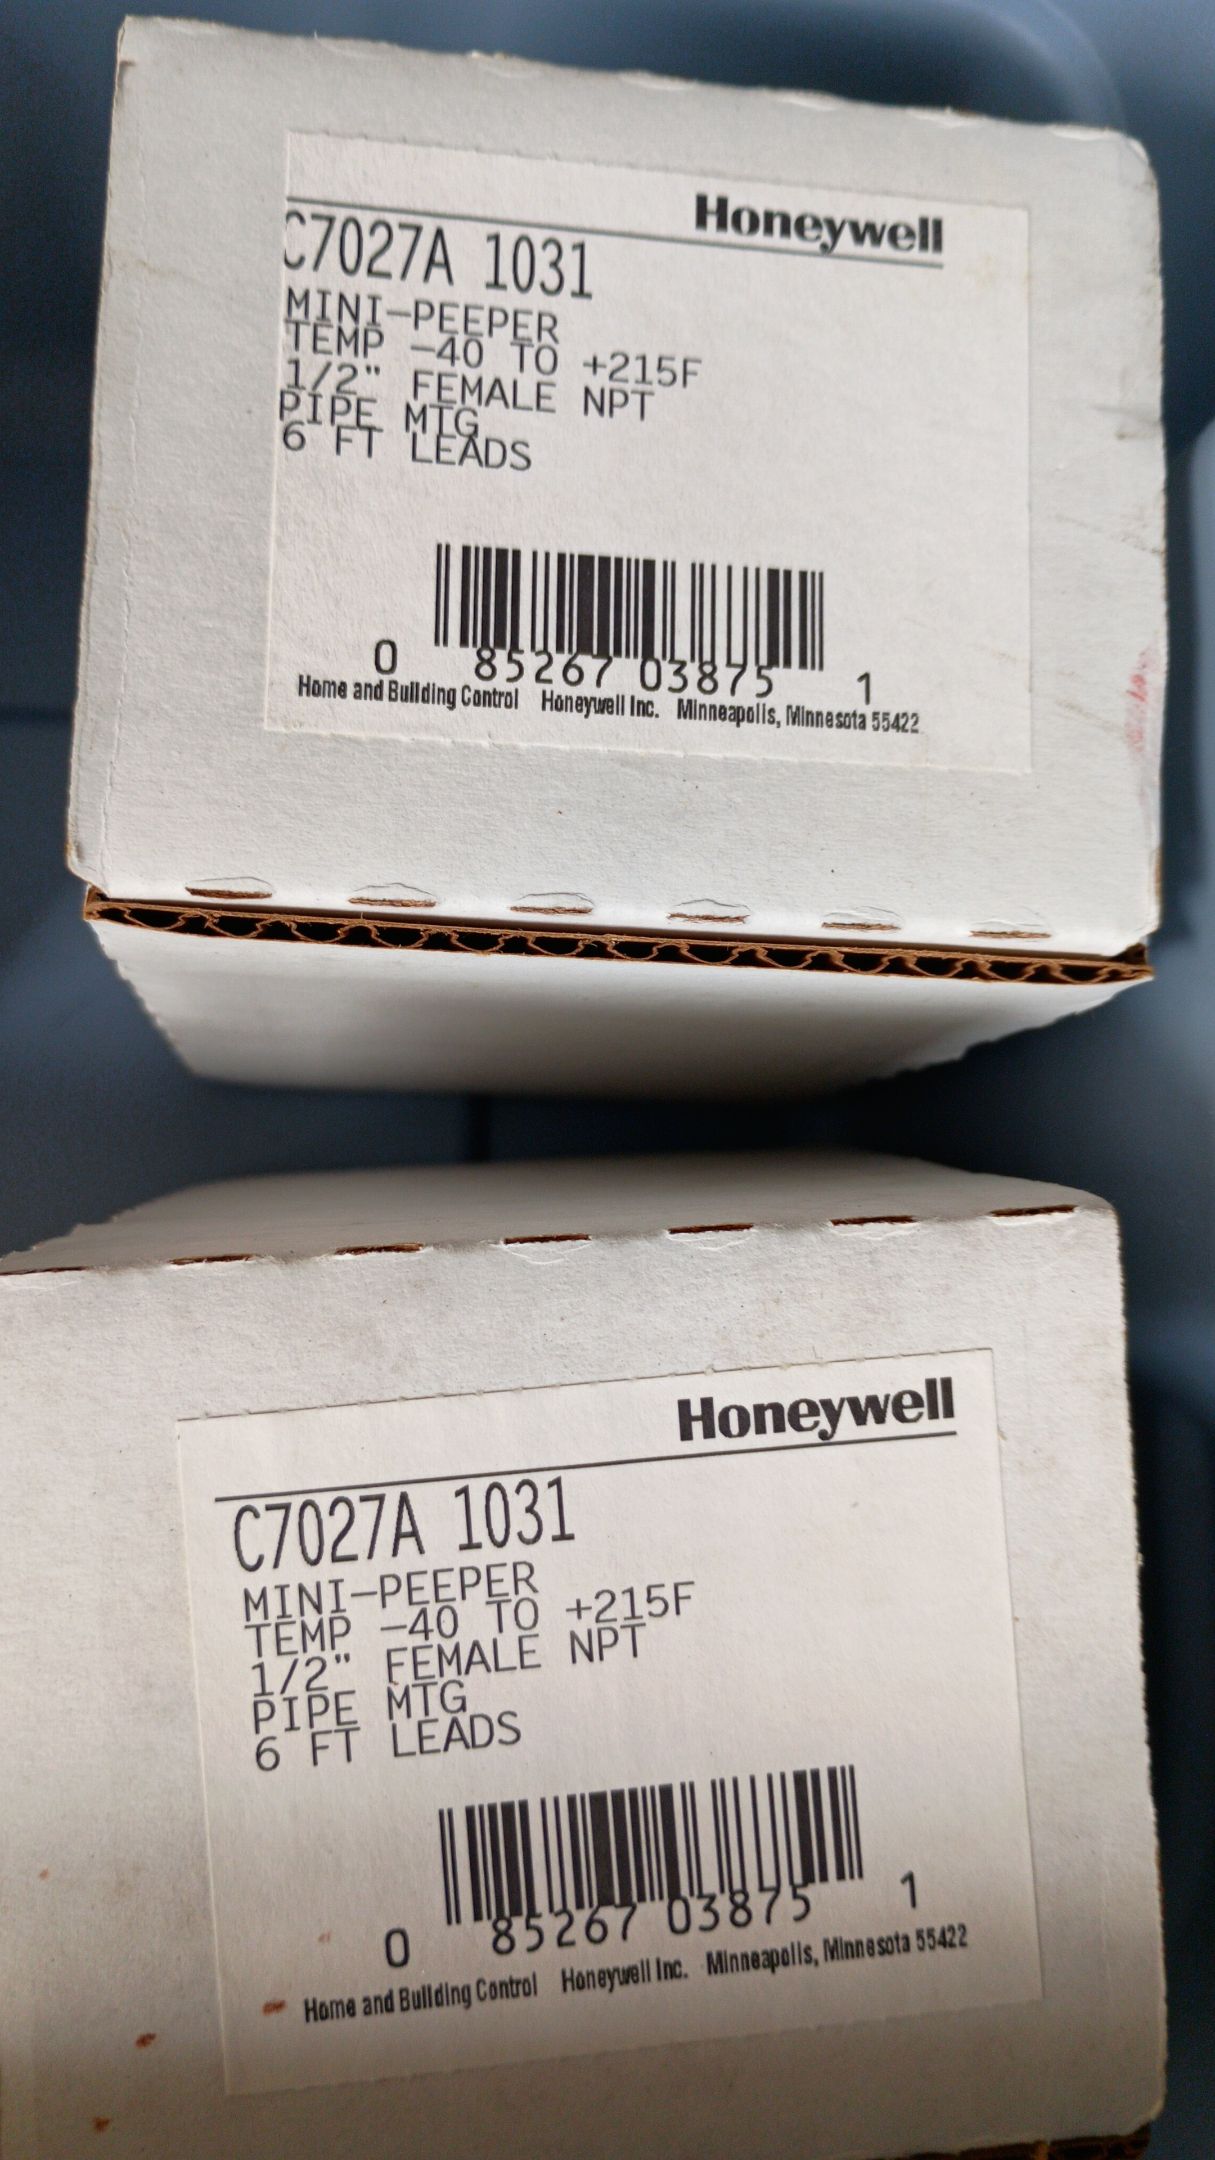 Honeywell
C7027A 1031
MINI-PEEPER
TEMP -40 TO +215F
1/2" FEMALE NPT
PIPE MTG
6 FT LEADS
0 85267 03875 1
Home and Building Control Honeywell Inc. Minneapolis, Minnesota 55422
Honeywell
C7027A 1031
MINI-PEEPER
TEMP -40 TO +215F
1/2" FEMALE NPT
PIPE MTG
6 FT LEADS
0 85267 03875 1
Home and Building Control Honeywell Inc. Minneapolis, Minnesota 55422